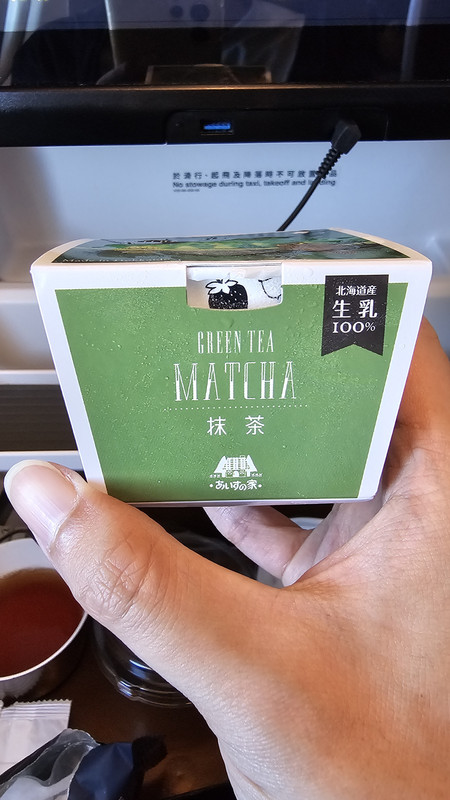 於滑行、起飛及降落時不可放置物品
No stowage during taxi, takeoff and landing
北海道産
生乳
100%
GREEN TEA
MATCHA
抹茶
あいすの家